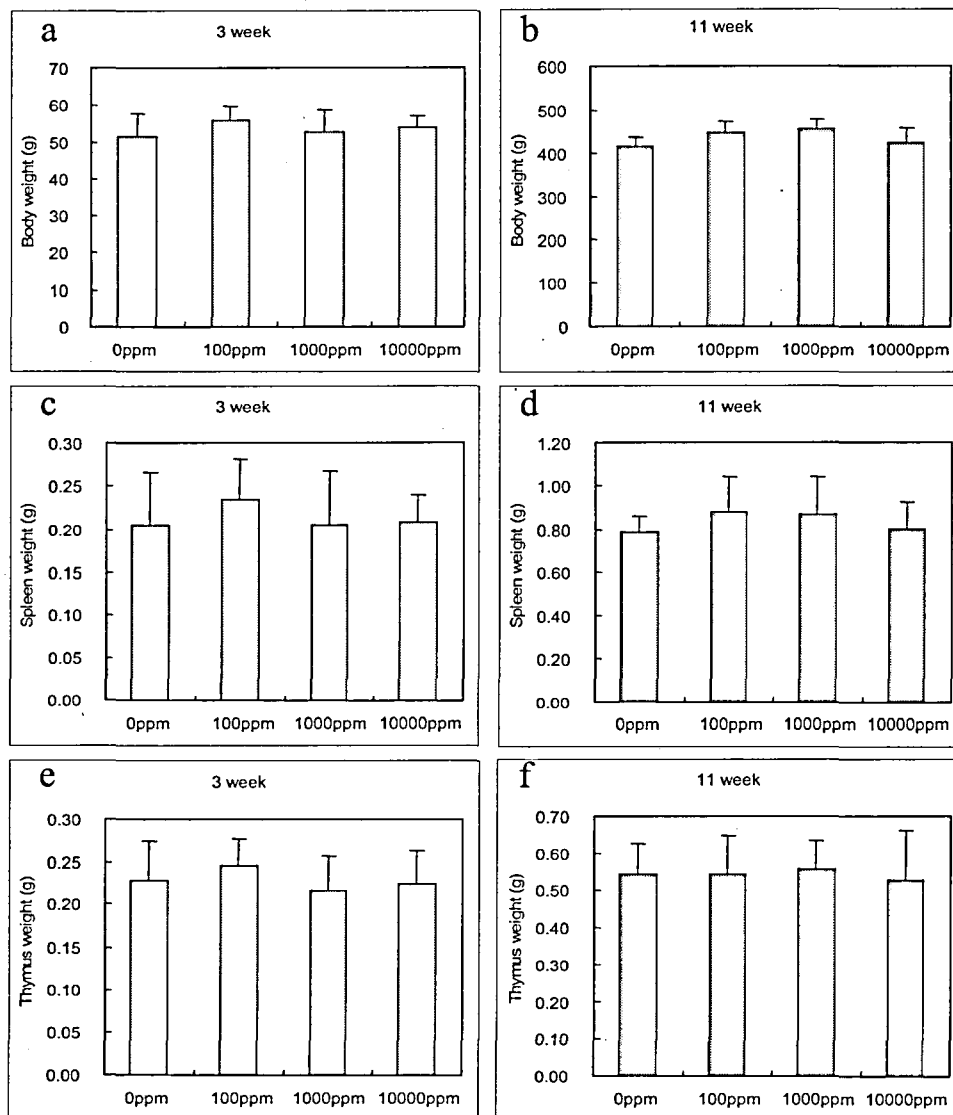 a
3 week
Body weight (g)
70
60
50
40
30
20
10
0
0ppm 100ppm 1000ppm 10000ppm
b
11 week
Body weight (g)
600
500
400
300
200
100
0
0ppm 100ppm 1000ppm 10000ppm
c
3 week
Spleen weight (g)
0.30
0.25
0.20
0.15
0.10
0.05
0.00
0ppm 100ppm 1000ppm 10000ppm
d
11 week
Spleen weight (g)
1.20
1.00
0.80
0.60
0.40
0.20
0.00
0ppm 100ppm 1000ppm 10000ppm
e
3 week
Thymus weight (g)
0.30
0.25
0.20
0.15
0.10
0.05
0.00
0ppm 100ppm 1000ppm 10000ppm
f
11 week
Thymus weight (g)
0.70
0.60
0.50
0.40
0.30
0.20
0.10
0.00
0ppm 100ppm 1000ppm 10000ppm